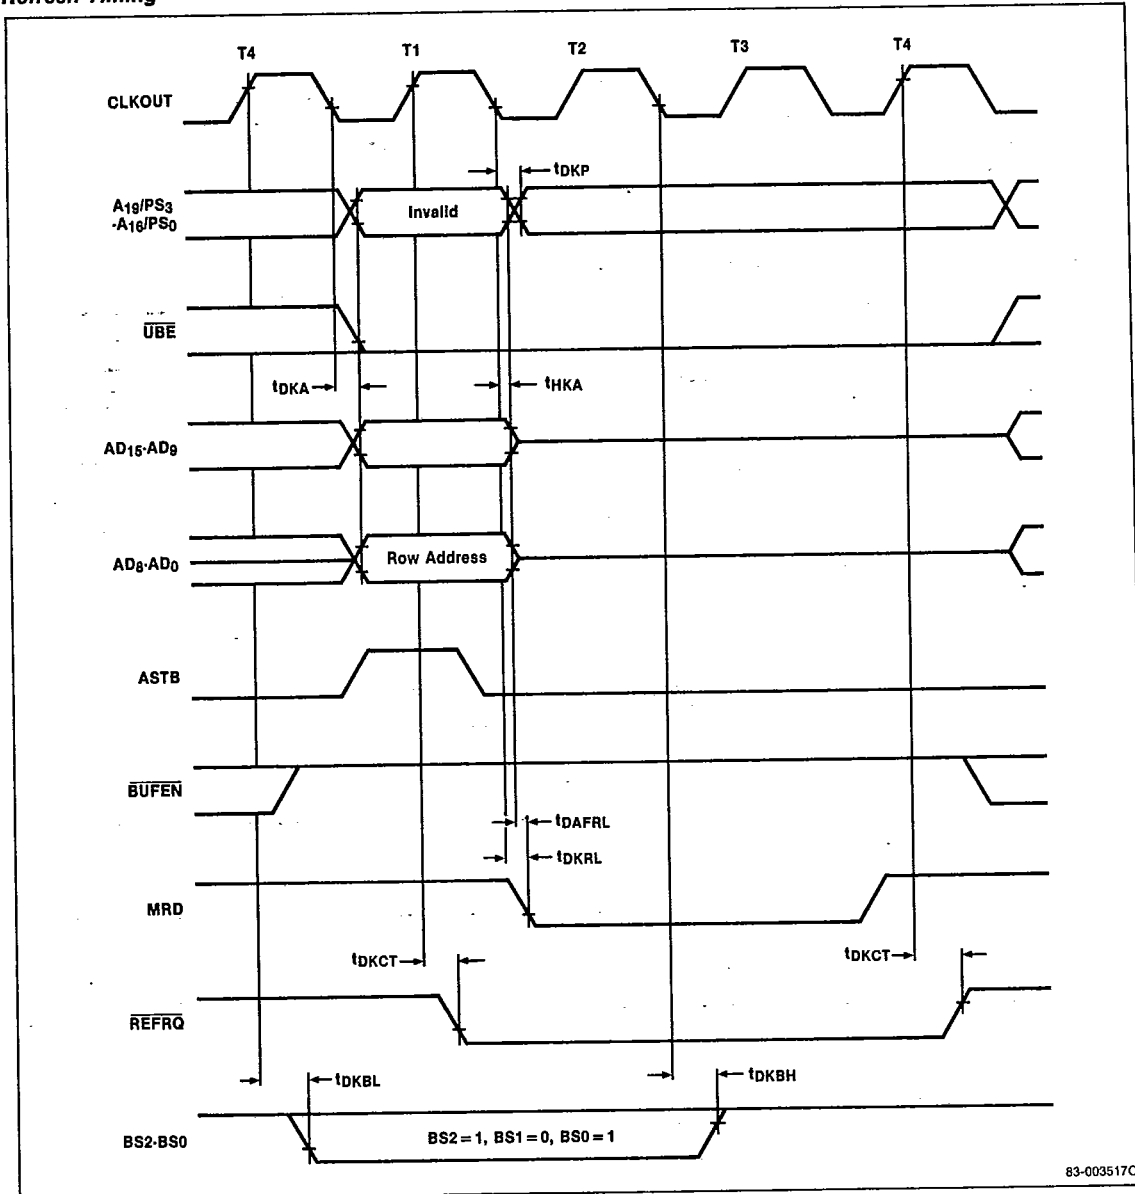 Refresh Timing
T4 T1 T2 T3 T4
CLKOUT
tDKP
A19/PS3
-A16/PS0
Invalid
UBE
tDKA tHKA
AD15-AD9
AD8-AD0
Row Address
ASTB
BUFEN
tDAFRL
tDKRL
MRD
tDKCT tDKCT
REFRQ
tDKBL tDKBH
BS2-BS0
BS2=1, BS1=0, BS0=1
83-003517C